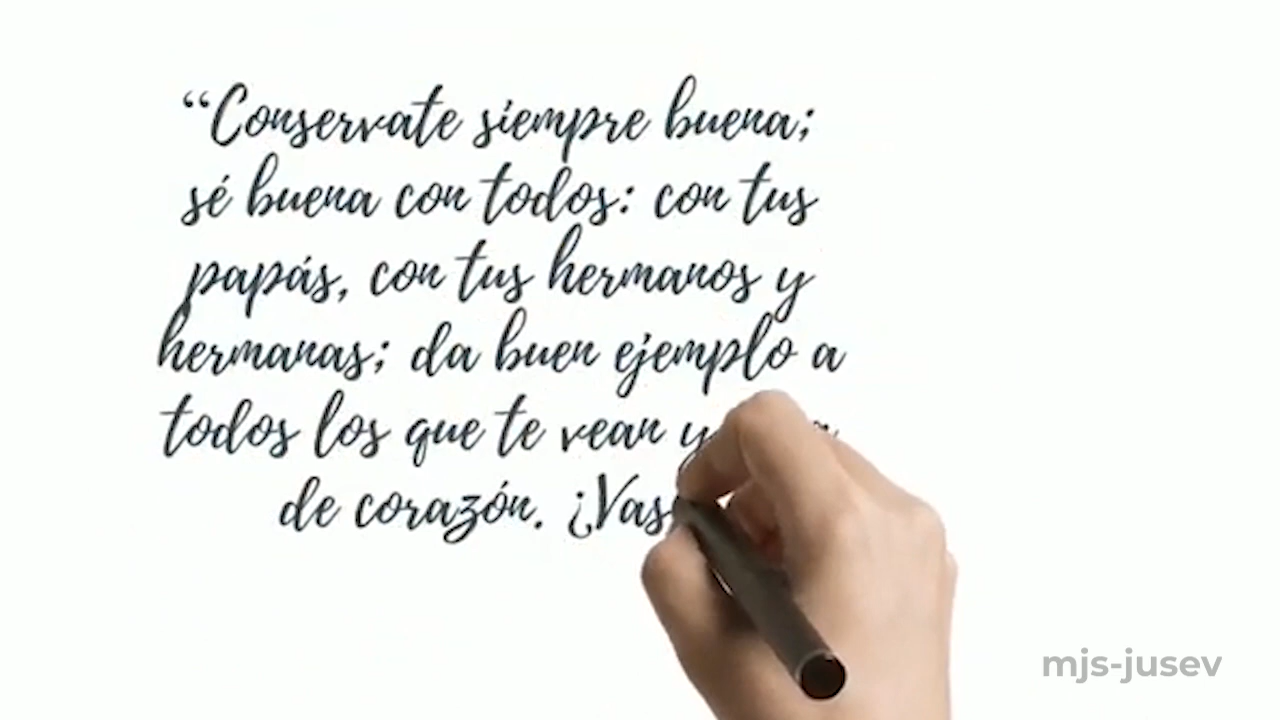 “Conservate siempre buena;
sé buena con todos: con tus
papás, con tus hermanos y
hermanas; da buen ejemplo a
todos los que te vean y
de corazón. ¿Vas
mjs-jusev